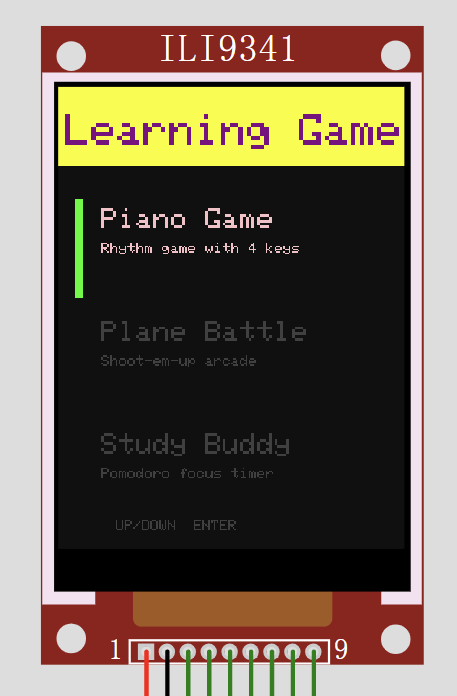 ILI9341
Learning Game
Piano Game
Rhythm game with 4 keys
Plane Battle
Shoot-em-up arcade
Study Buddy
Pomodoro focus timer
UP/DOWN ENTER
1 9